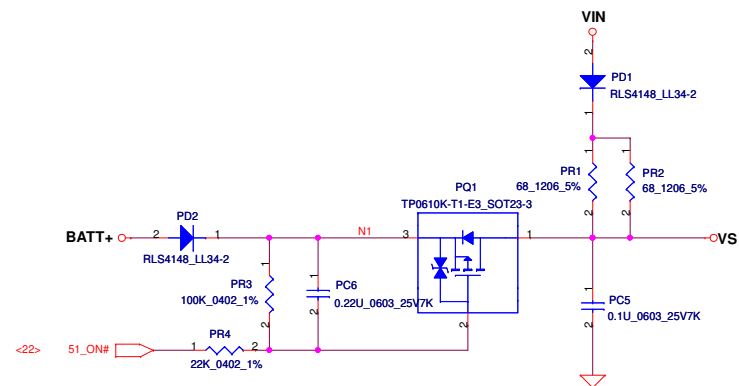 VIN
2
PD1
RLS4148_LL34-2
1
1
1
PR1
68_1206_5%
PR2
68_1206_5%
2
2
PQ1
TP0610K-T1-E3_SOT23-3
BATT+
2
PD2
1
RLS4148_LL34-2
N1
3
1
VS
1
PR3
100K_0402_1%
2
1
PC6
0.22U_0603_25V7K
2
2
1
PC5
0.1U_0603_25V7K
2
<22>
51_ON#
1
PR4
2
22K_0402_1%